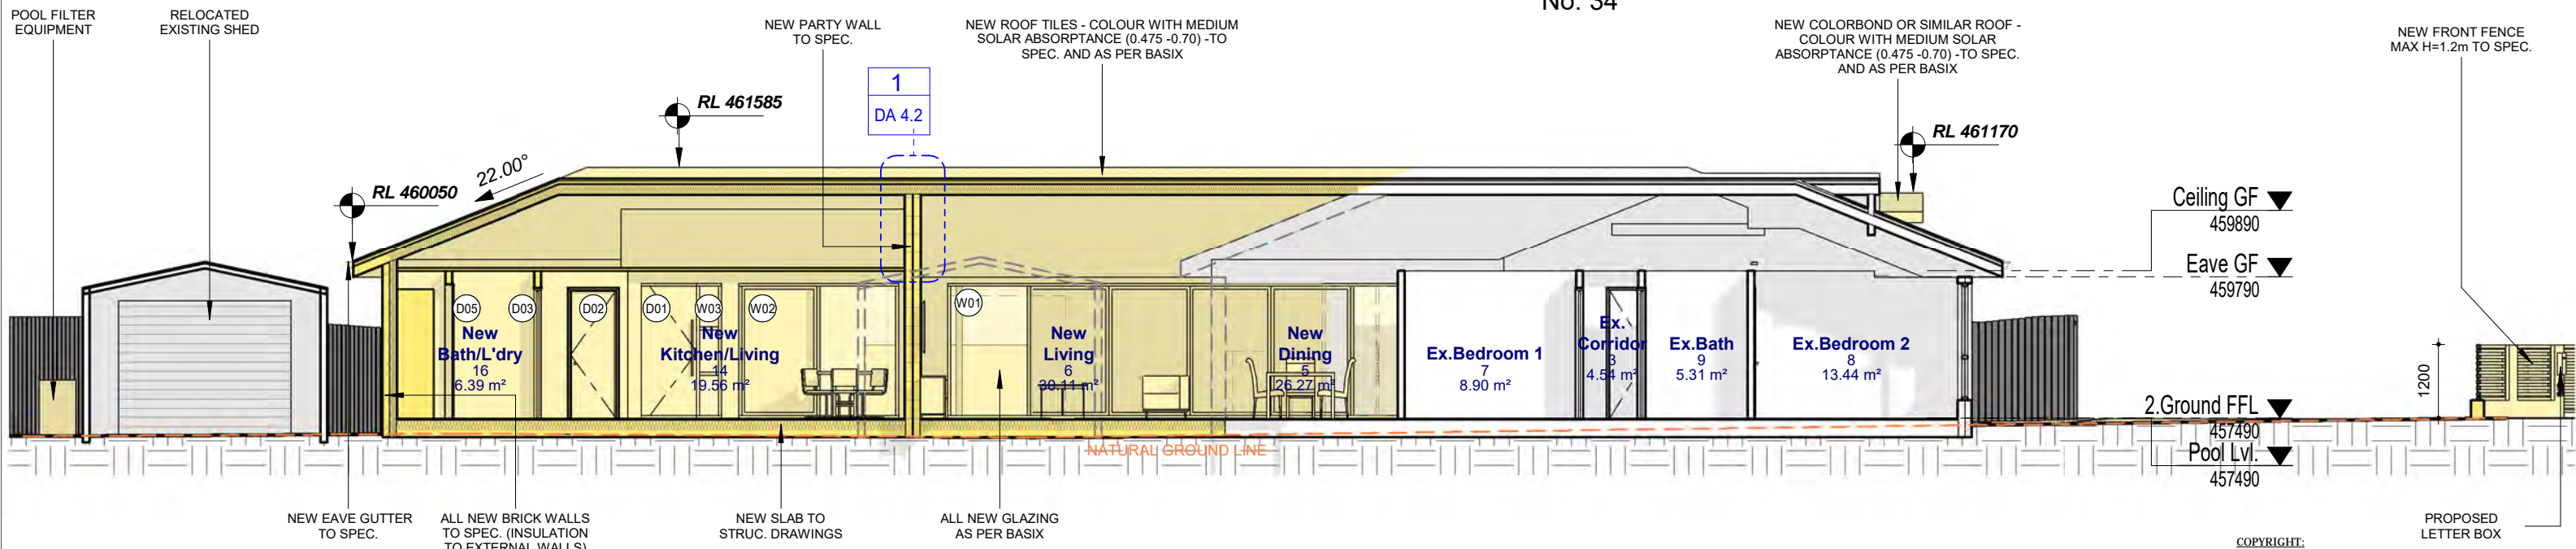 No. 34
POOL FILTER
EQUIPMENT
RELOCATED
EXISTING SHED
NEW PARTY WALL
TO SPEC.
NEW ROOF TILES - COLOUR WITH MEDIUM
SOLAR ABSORPTANCE (0.475 -0.70) -TO
SPEC. AND AS PER BASIX
NEW COLORBOND OR SIMILAR ROOF -
COLOUR WITH MEDIUM SOLAR
ABSORPTANCE (0.475 -0.70) -TO SPEC.
AND AS PER BASIX
NEW FRONT FENCE
MAX H=1.2m TO SPEC.
1
DA 4.2
RL 461585
RL 461170
22.00°
RL 460050
Ceiling GF
459890
Eave GF
459790
D05
D03
D02
D01
W03
W02
W01
New
Bath/L'dry
16
6.39 m²
New
Kitchen/Living
14
19.56 m²
New
Living
6
30.11 m²
New
Dining
5
26.27 m²
Ex.Bedroom 1
7
8.90 m²
Ex.
Corridor
3
4.54 m²
Ex.Bath
9
5.31 m²
Ex.Bedroom 2
8
13.44 m²
1200
2.Ground FFL
457490
Pool Lvl.
457490
NATURAL GROUND LINE
NEW EAVE GUTTER
TO SPEC.
ALL NEW BRICK WALLS
TO SPEC. (INSULATION
TO EXTERNAL WALLS)
NEW SLAB TO
STRUC. DRAWINGS
ALL NEW GLAZING
AS PER BASIX
PROPOSED
LETTER BOX
COPYRIGHT: